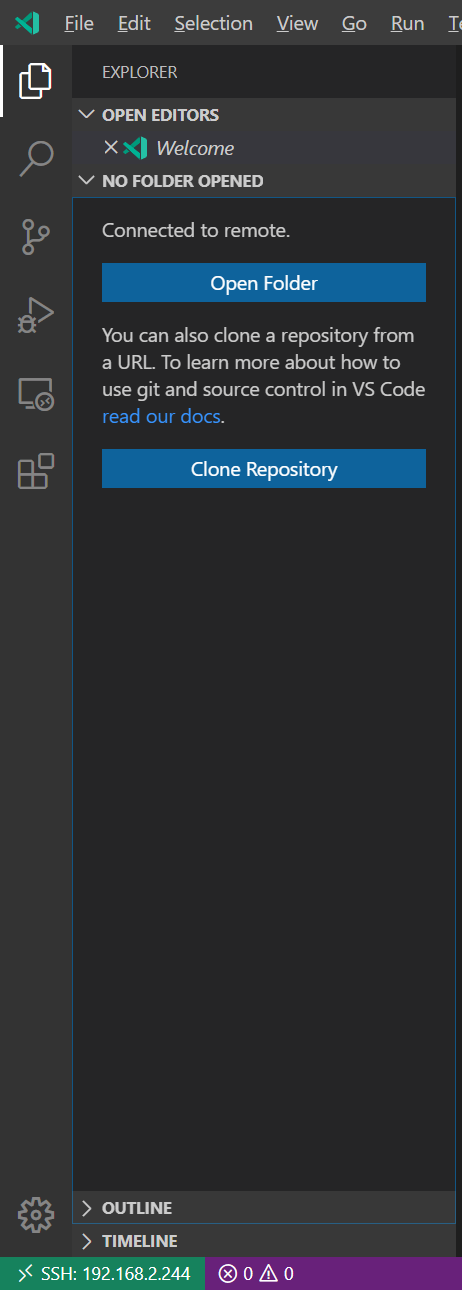 File Edit Selection View Go Run
EXPLORER
OPEN EDITORS
Welcome
NO FOLDER OPENED
Connected to remote.
Open Folder
You can also clone a repository from
a URL. To learn more about how to
use git and source control in VS Code
read our docs.
Clone Repository
OUTLINE
TIMELINE
SSH: 192.168.2.244 0 0